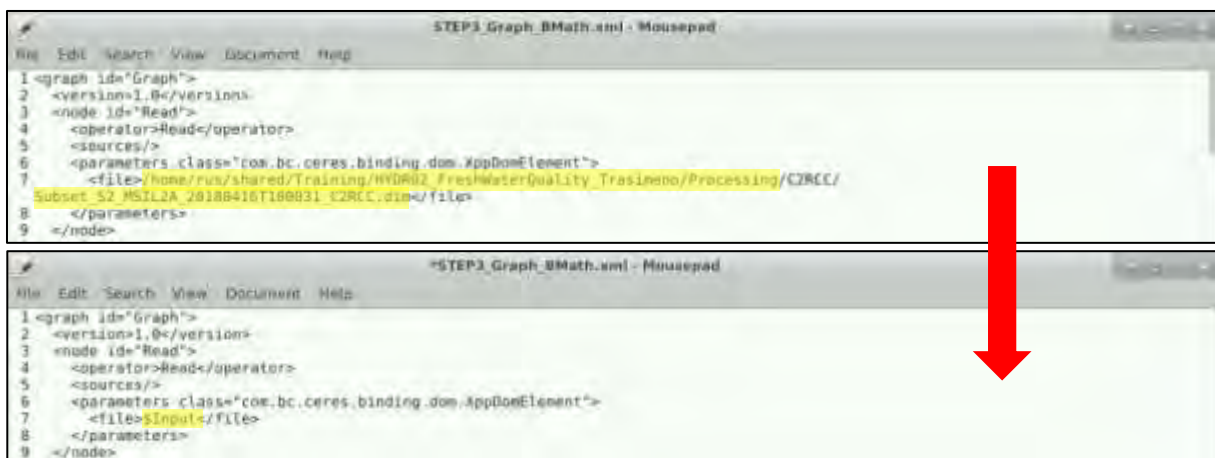 STEP3_Graph_BMath.xml - Mousepad
File Edit Search View Document Help
1 <graph id="Graph">
2 <version>1.0</version>
3 <node id="Read">
4 <operator>Read</operator>
5 <sources/>
6 <parameters class="com.bc.ceres.binding.dom.XppDomElement">
7 <file>/home/rus/shared/Training/HYDR02_FreshWaterQuality_Trasimeno/Processing/C2RCC/
Subset_S2_MSIL2A_20180416T100031_C2RCC.dim</file>
8 </parameters>
9 </node>
*STEP3_Graph_BMath.xml - Mousepad
File Edit Search View Document Help
1 <graph id="Graph">
2 <version>1.0</version>
3 <node id="Read">
4 <operator>Read</operator>
5 <sources/>
6 <parameters class="com.bc.ceres.binding.dom.XppDomElement">
7 <file>$Input</file>
8 </parameters>
9 </node>